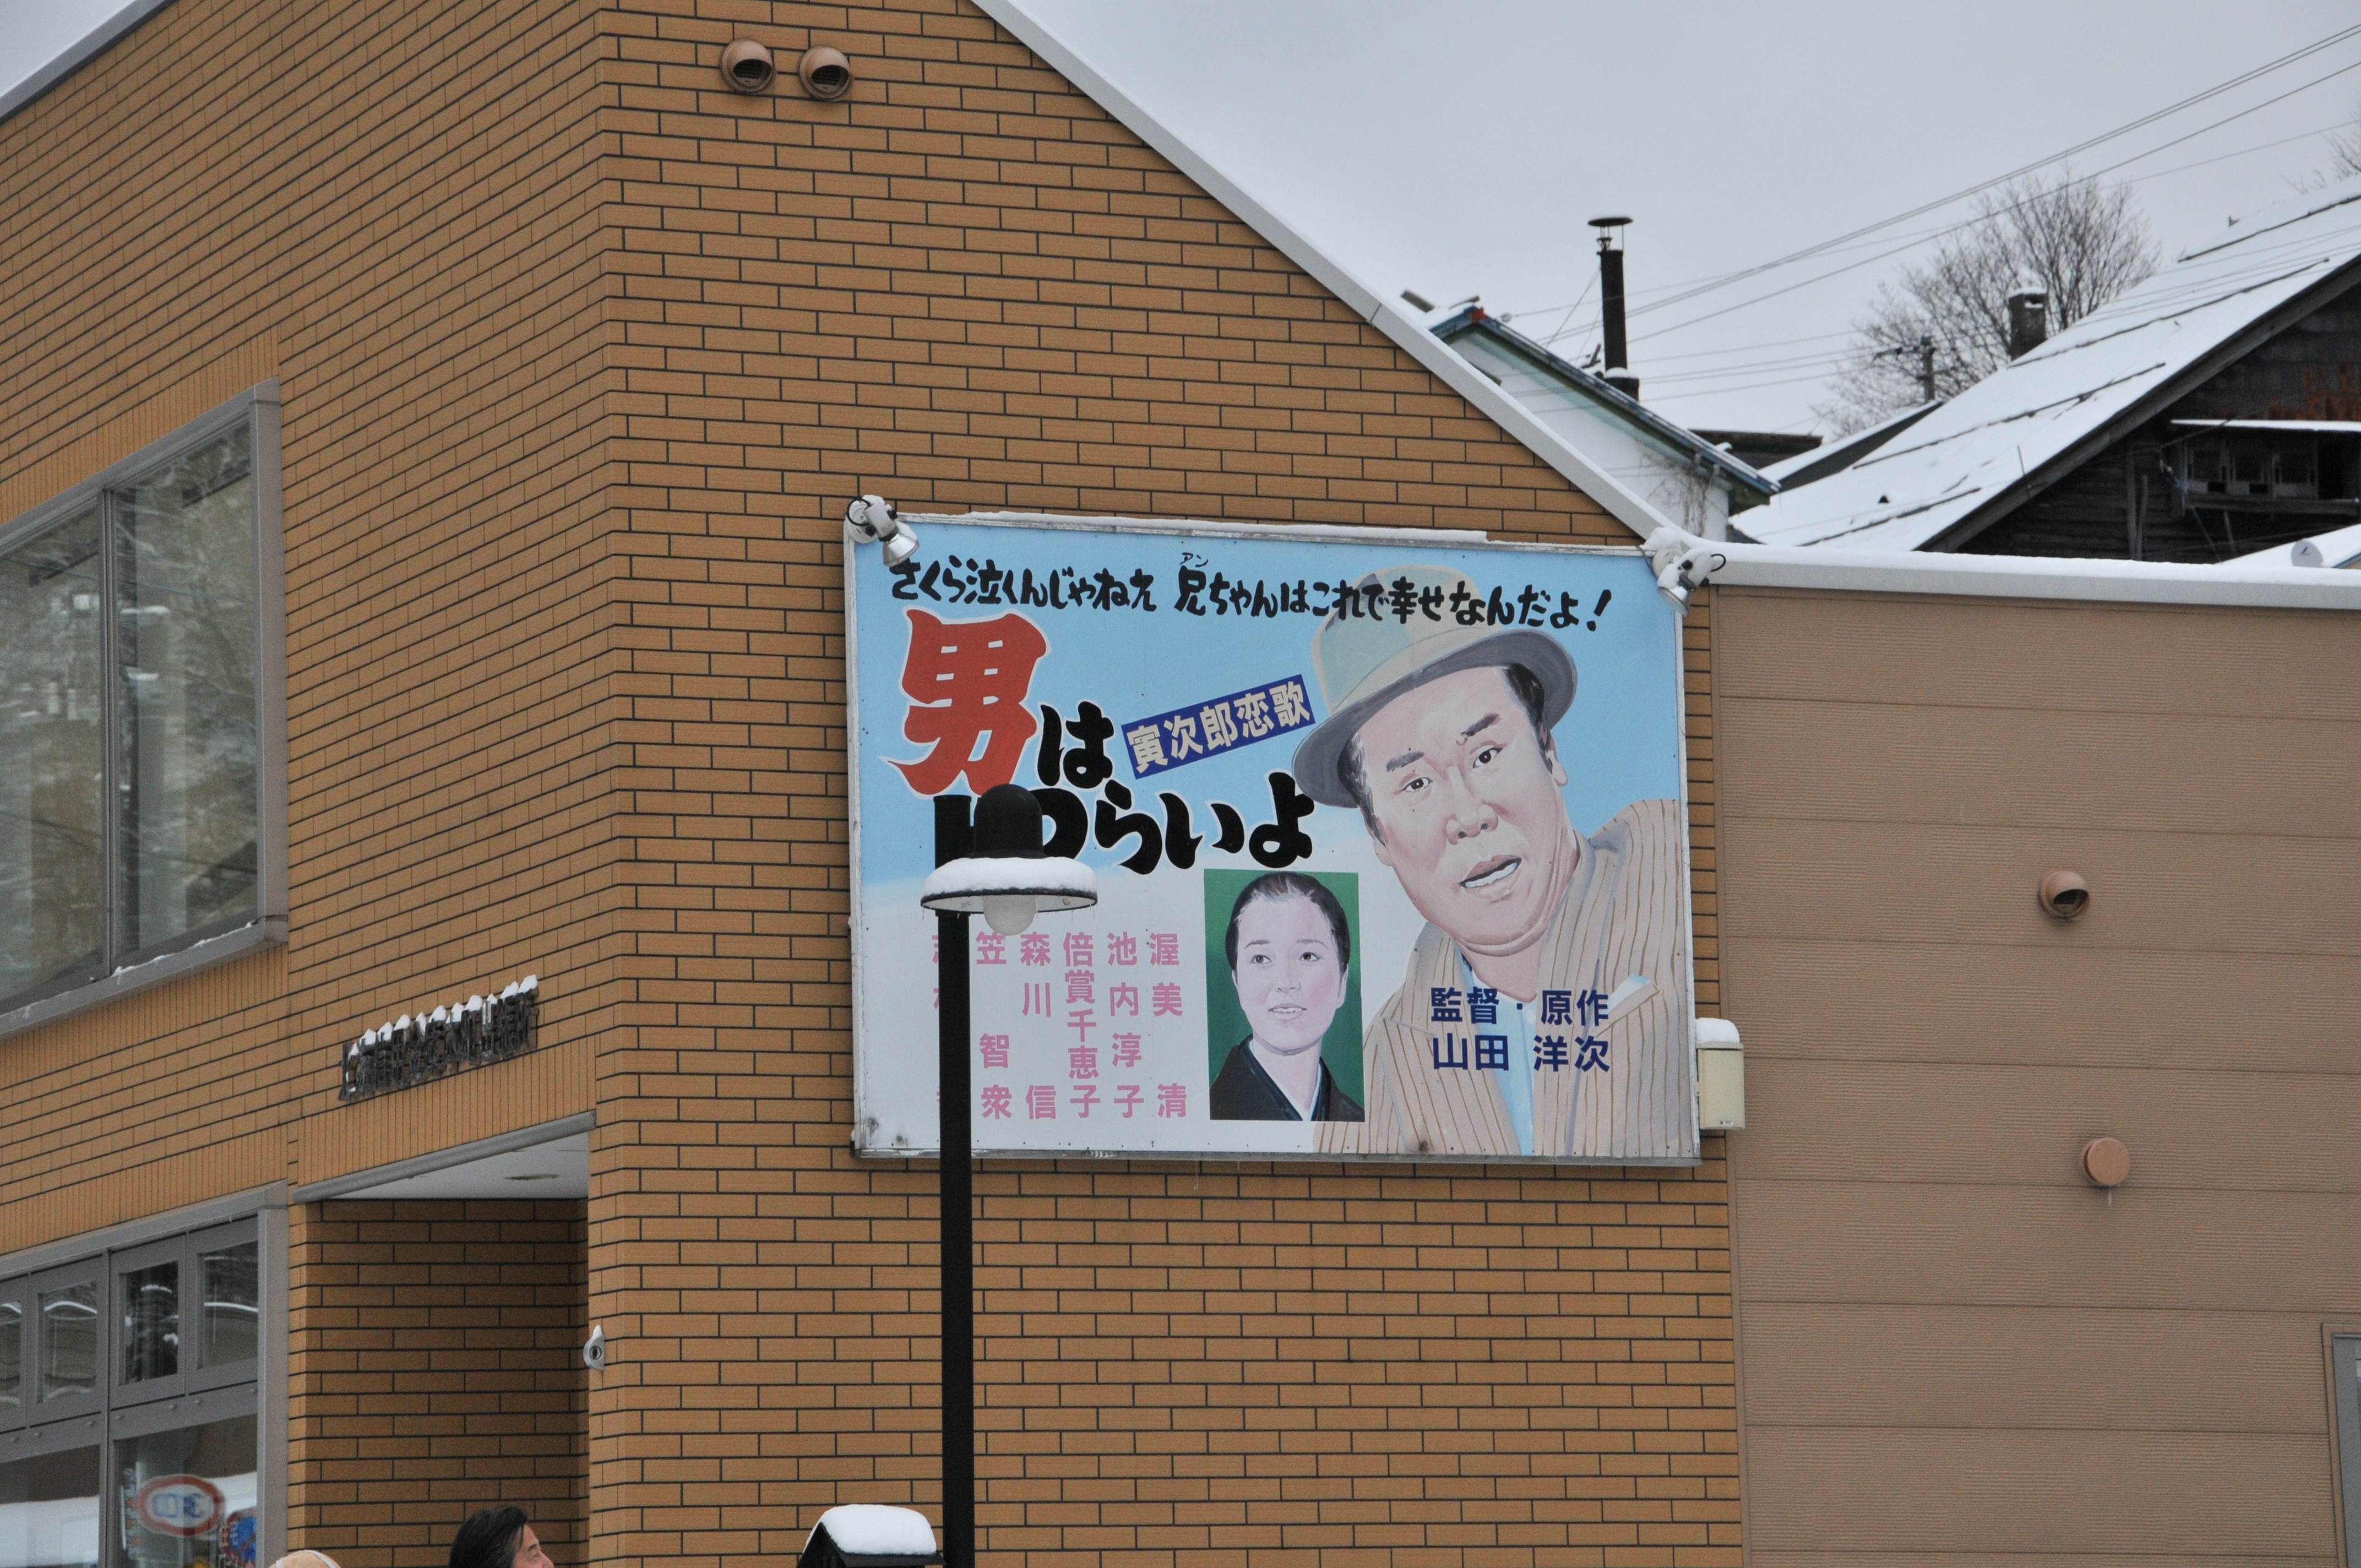 さくら泣くんじゃねえ 兄ちゃんはこれで幸せなんだよ!
アン
男は
つらいよ
寅次郎恋歌
渥美清
池内淳子
倍賞千恵子
森川信
笠智衆
監督・原作
山田 洋次